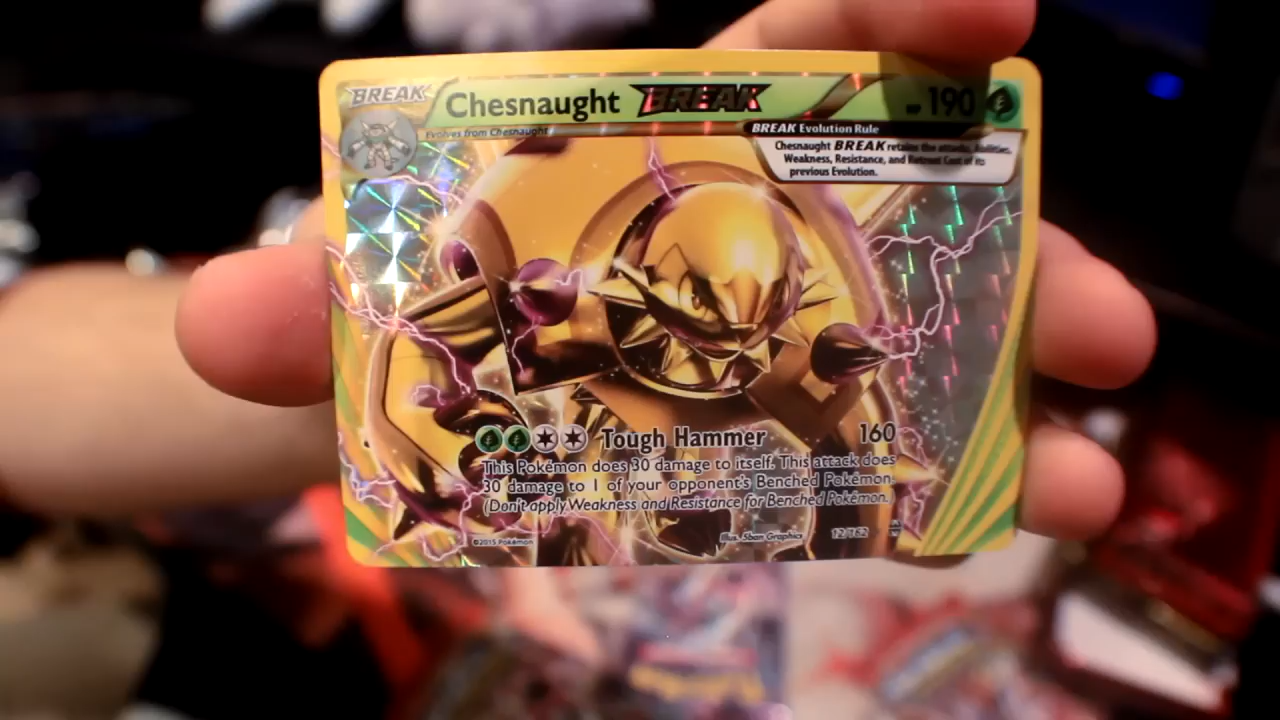 BREAK Chesnaught BREAK HP 190
Evolves from Chesnaught
BREAK Evolution Rule
Chesnaught BREAK retains the attacks, Abilities,
Weakness, Resistance, and Retreat Cost of its
previous Evolution.
Tough Hammer 160
This Pokémon does 30 damage to itself. This attack does
30 damage to 1 of your opponent's Benched Pokémon.
(Don't apply Weakness and Resistance for Benched Pokémon.)
©2015 Pokémon Illus. 5ban Graphics 12/162